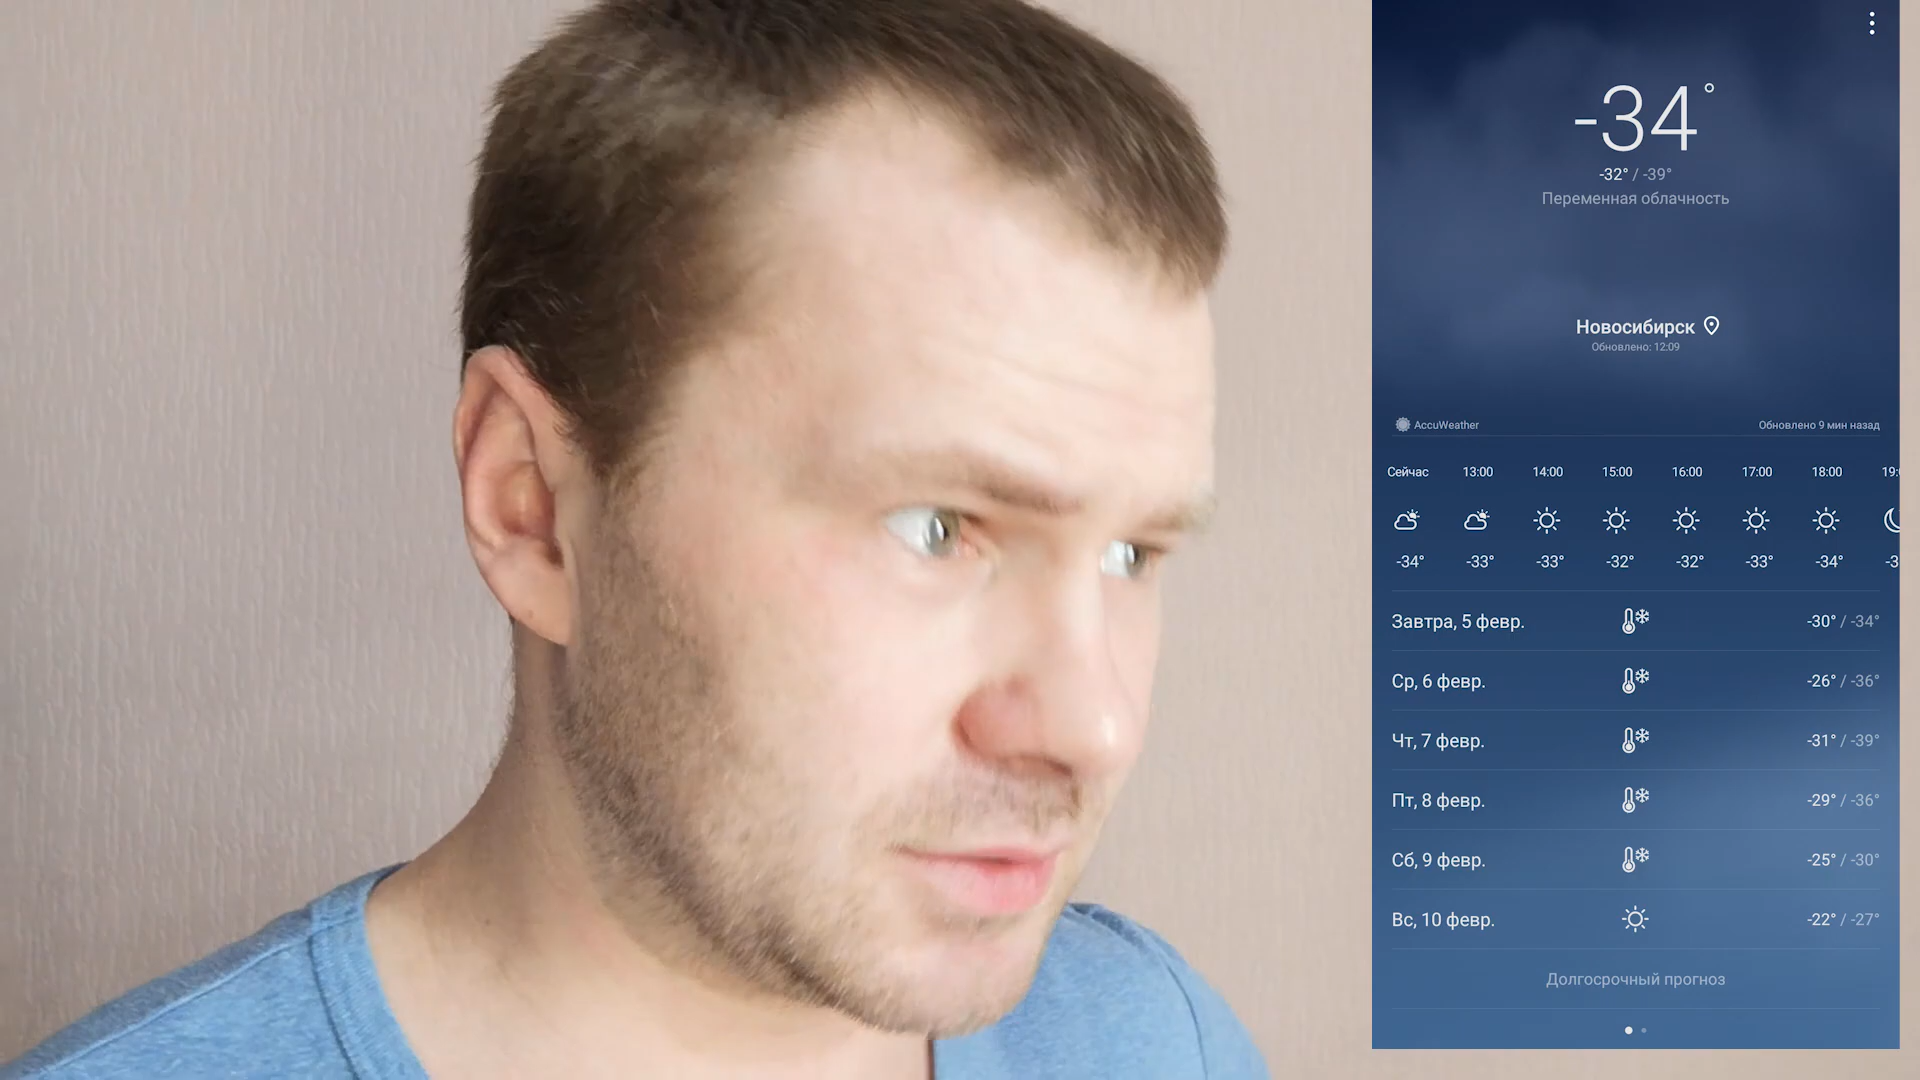 -34°
-32° / -39°
Переменная облачность
Новосибирск
Обновлено: 12:09
AccuWeather
Обновлено 9 мин назад
Сейчас 13:00 14:00 15:00 16:00 17:00 18:00 19:
-34° -33° -33° -32° -32° -33° -34° -3
Завтра, 5 февр. -30° / -34°
Ср, 6 февр. -26° / -36°
Чт, 7 февр. -31° / -39°
Пт, 8 февр. -29° / -36°
Сб, 9 февр. -25° / -30°
Вс, 10 февр. -22° / -27°
Долгосрочный прогноз